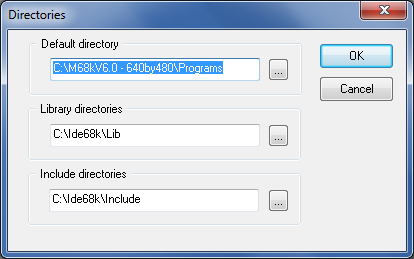 Directories
Default directory
C:\M68kV6.0 - 640by480\Programs
...
OK
Cancel
Library directories
C:\Ide68k\Lib
...
Include directories
C:\Ide68k\Include
...